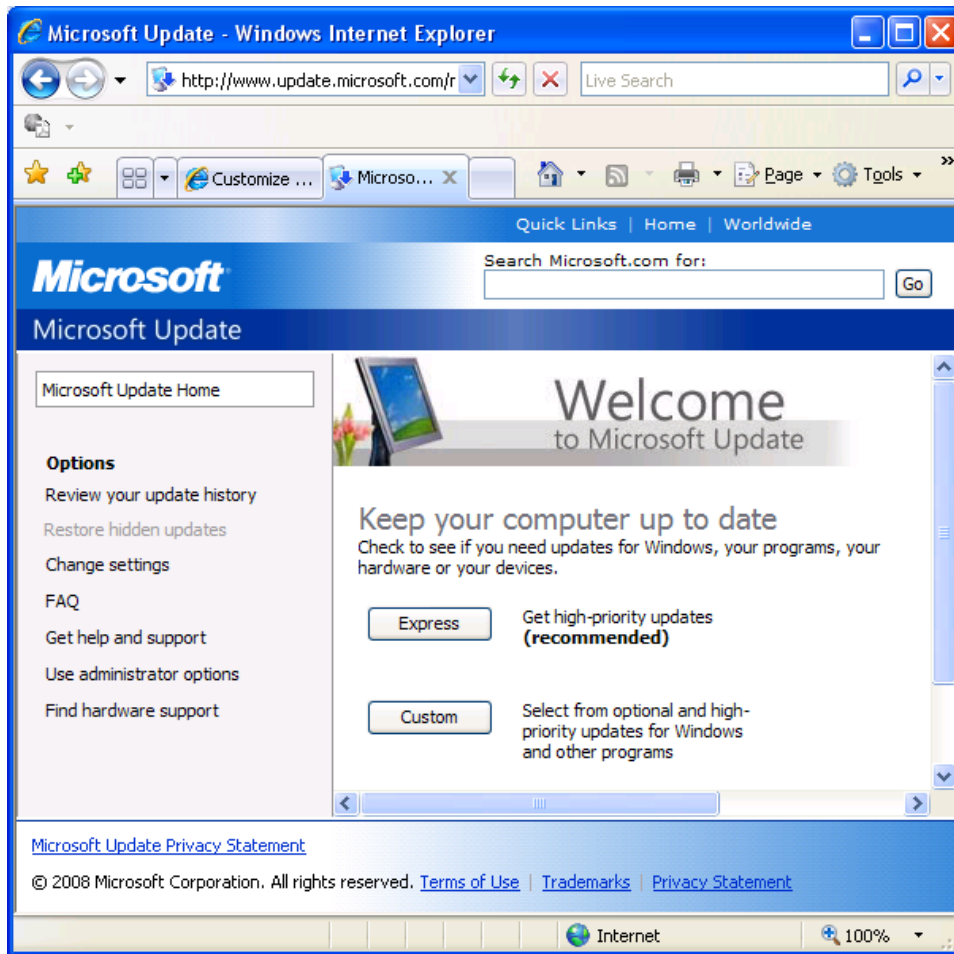 Microsoft Update - Windows Internet Explorer
http://www.update.microsoft.com/r
Live Search
Customize ...
Microso...
Page
Tools
Quick Links | Home | Worldwide
Microsoft
Search Microsoft.com for:
Go
Microsoft Update
Microsoft Update Home
Welcome
to Microsoft Update
Options
Review your update history
Restore hidden updates
Change settings
FAQ
Get help and support
Use administrator options
Find hardware support
Keep your computer up to date
Check to see if you need updates for Windows, your programs, your
hardware or your devices.
Express
Get high-priority updates
(recommended)
Custom
Select from optional and high-
priority updates for Windows
and other programs
Microsoft Update Privacy Statement
© 2008 Microsoft Corporation. All rights reserved. Terms of Use | Trademarks | Privacy Statement
Internet
100%